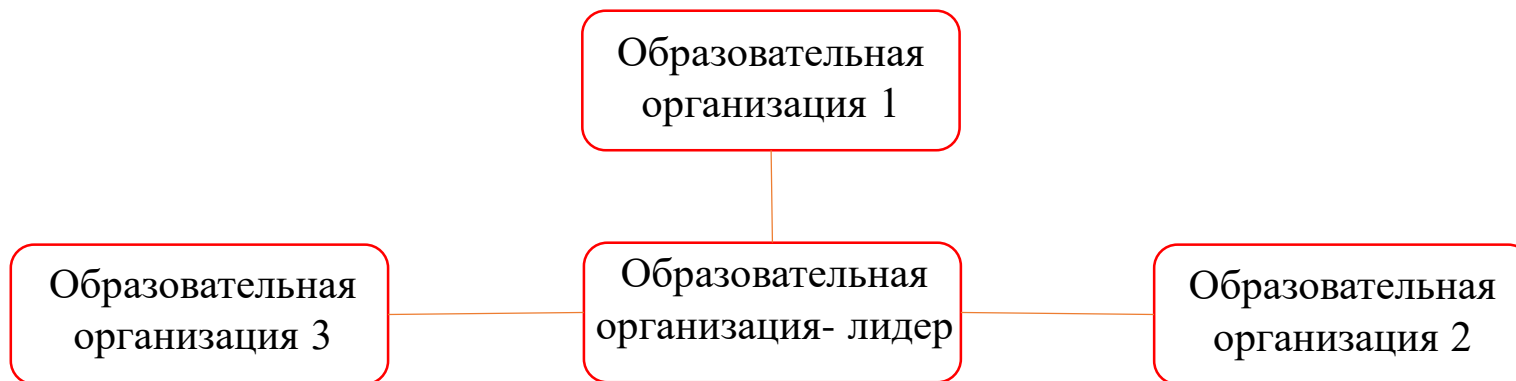 Образовательная
организация 1
Образовательная
организация 3
Образовательная
организация- лидер
Образовательная
организация 2